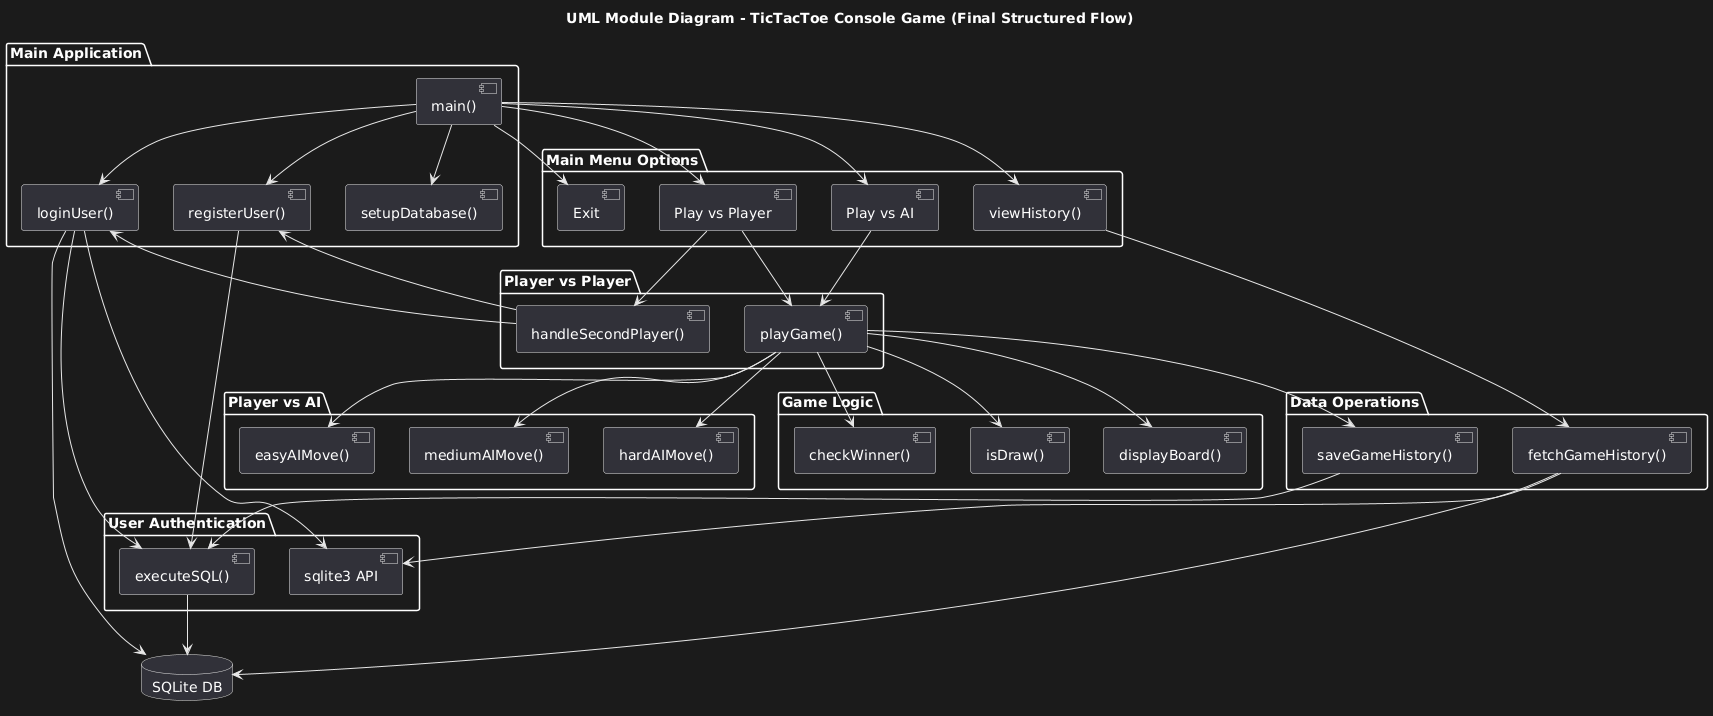 UML Module Diagram - TicTacToe Console Game (Final Structured Flow)
Main Application
main()
Main Menu Options
loginUser()
registerUser()
setupDatabase()
Exit
Play vs Player
Play vs AI
viewHistory()
Player vs Player
handleSecondPlayer()
playGame()
Player vs AI
Game Logic
Data Operations
easyAIMove()
mediumAIMove()
hardAIMove()
checkWinner()
isDraw()
displayBoard()
saveGameHistory()
fetchGameHistory()
User Authentication
executeSQL()
sqlite3 API
SQLite DB